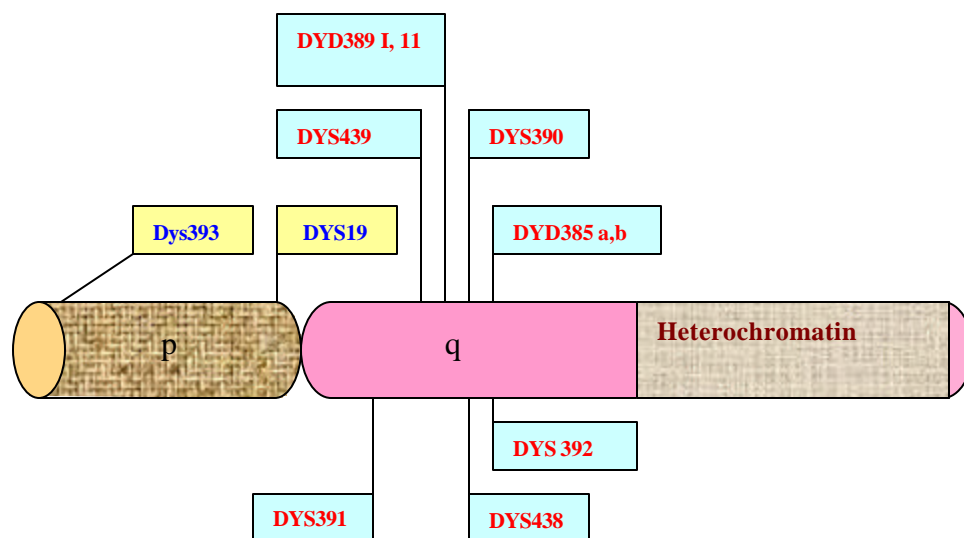 DYD389 I, 11
DYS439
DYS390
Dys393
DYS19
DYD385 a,b
p
q
Heterochromatin
DYS 392
DYS391
DYS438